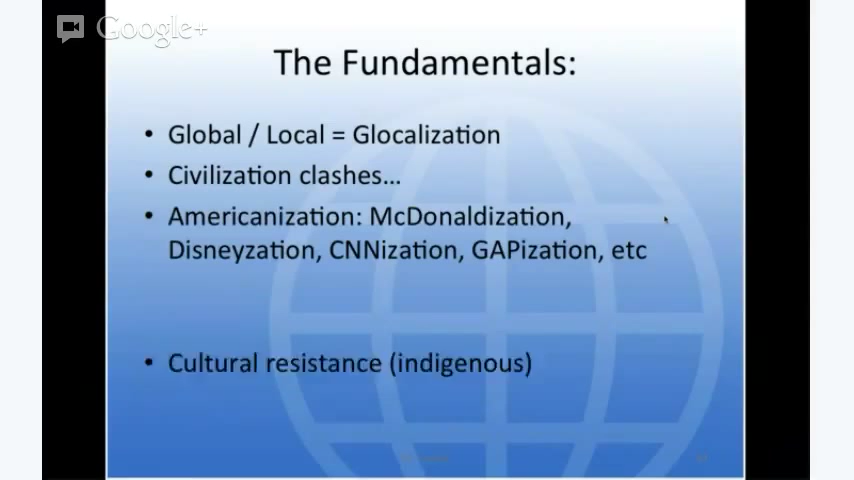 Google+
The Fundamentals:
• Global / Local = Glocalization
• Civilization clashes...
• Americanization: McDonaldization,
Disneyzation, CNNization, GAPization, etc
• Cultural resistance (indigenous)